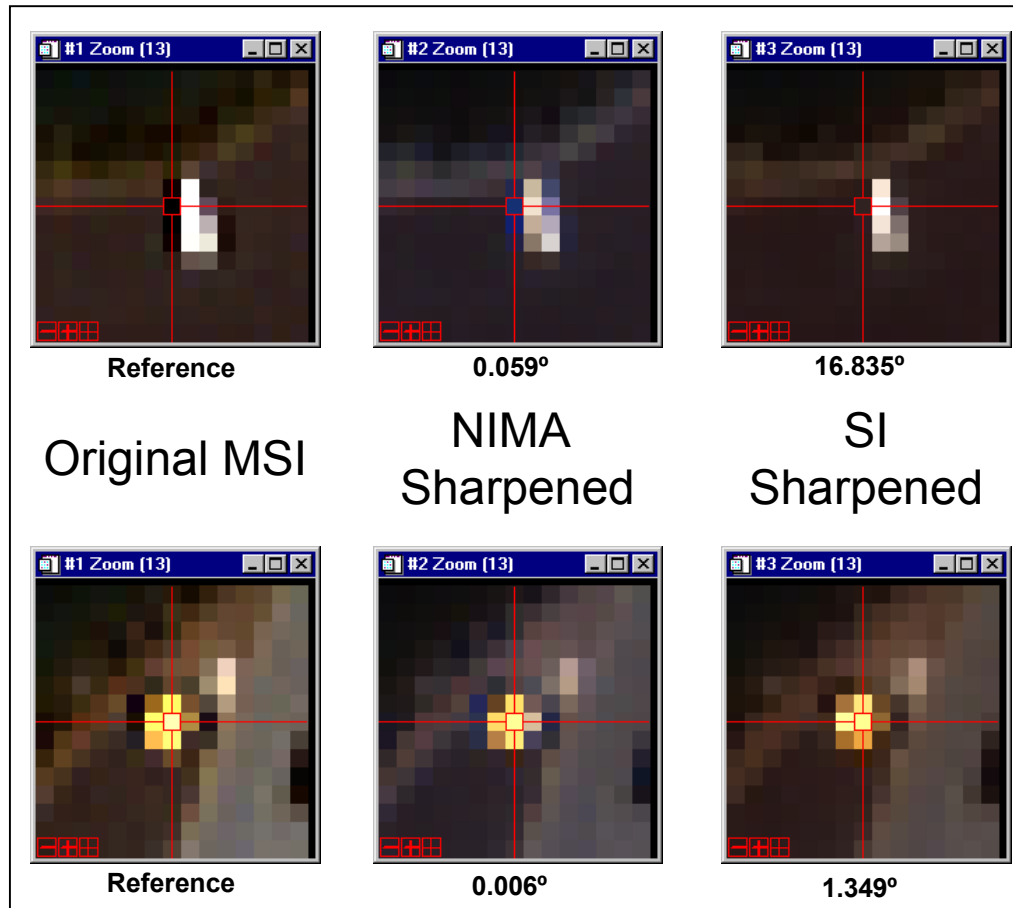 #1 Zoom (13)
#2 Zoom (13)
#3 Zoom (13)
Reference
0.059º
16.835º
Original MSI
NIMA
Sharpened
SI
Sharpened
#1 Zoom (13)
#2 Zoom (13)
#3 Zoom (13)
Reference
0.006º
1.349º